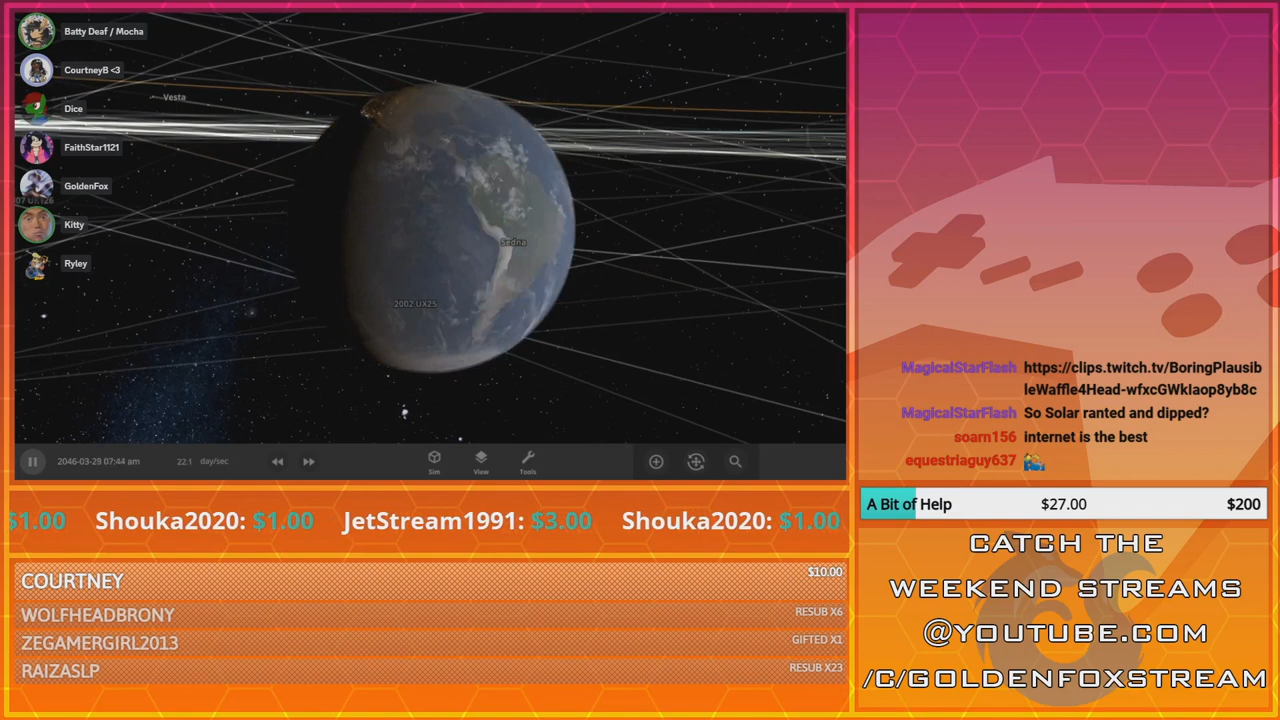 Batty Deaf / Mocha
CourtneyB <3
Dice
FaithStar1121
GoldenFox
Kitty
Ryley
Vesta
Sedna
2002 UX25
2046-03-29 07:44 am
22.1 day/sec
Sim
View
Tools
$1.00 Shouka2020: $1.00 JetStream1991: $3.00 Shouka2020: $1.00
COURTNEY $10.00
WOLFHEADBRONY RESUB X6
ZEGAMERGIRL2013 GIFTED X1
RAIZASLP RESUB X23
MagicalStarFlash https://clips.twitch.tv/BoringPlausib
leWaffle4Head-wfxcGWkIaop8yb8c
MagicalStarFlash So Solar ranted and dipped?
soarn156 internet is the best
equestriaguy637
A Bit of Help $27.00 $200
CATCH THE
WEEKEND STREAMS
@YOUTUBE.COM
/C/GOLDENFOXSTREAM